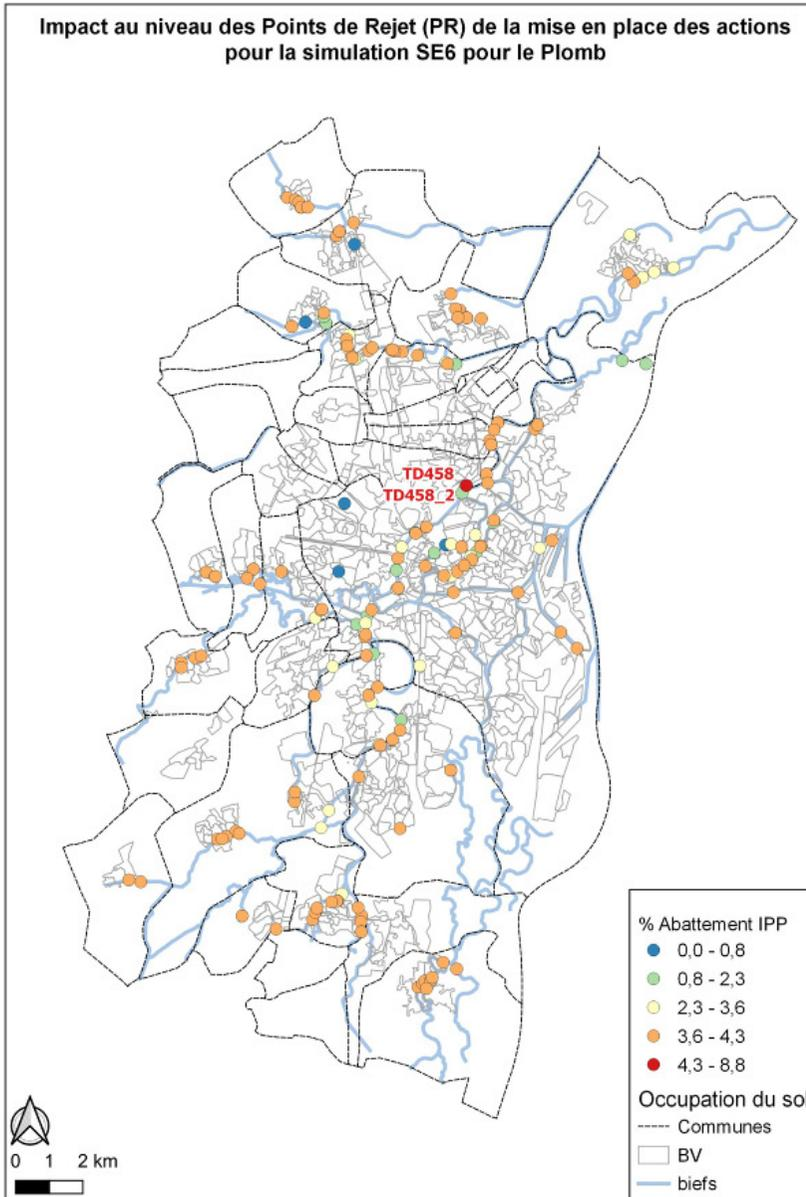 Impact au niveau des Points de Rejet (PR) de la mise en place des actions
pour la simulation SE6 pour le Plomb
TD458
TD458_2
% Abattement IPP
0,0 - 0,8
0,8 - 2,3
2,3 - 3,6
3,6 - 4,3
4,3 - 8,8
Occupation du sol
Communes
BV
biefs
0 1 2 km